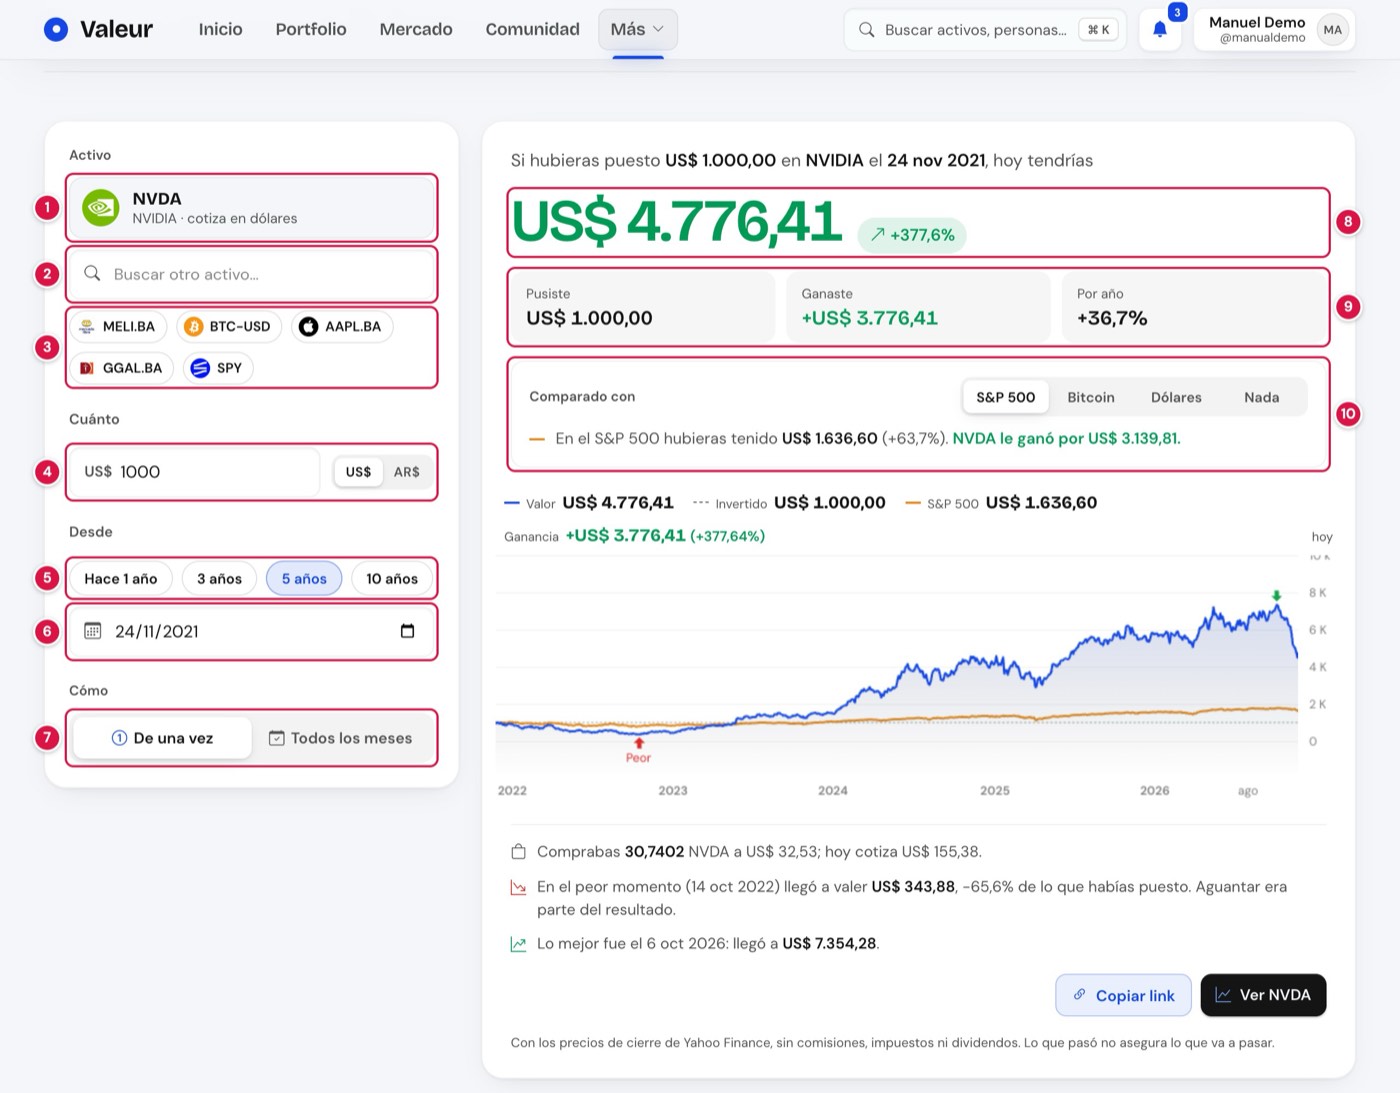 Valeur
Inicio
Portfolio
Mercado
Comunidad
Más
Buscar activos, personas...
⌘ K
3
Manuel Demo
@manualdemo
MA
Activo
1
NVDA
NVIDIA · cotiza en dólares
2
Buscar otro activo...
3
MELI.BA
BTC-USD
AAPL.BA
GGAL.BA
SPY
Cuánto
4
US$ 1000
US$
AR$
Desde
5
Hace 1 año
3 años
5 años
10 años
6
24/11/2021
Cómo
7
1 De una vez
Todos los meses
Si hubieras puesto US$ 1.000,00 en NVIDIA el 24 nov 2021, hoy tendrías
US$ 4.776,41
+377,6%
8
Pusiste
US$ 1.000,00
Ganaste
+US$ 3.776,41
Por año
+36,7%
9
Comparado con
S&P 500
Bitcoin
Dólares
Nada
10
En el S&P 500 hubieras tenido US$ 1.636,60 (+63,7%). NVDA le ganó por US$ 3.139,81.
Valor US$ 4.776,41
Invertido US$ 1.000,00
S&P 500 US$ 1.636,60
Ganancia +US$ 3.776,41 (+377,64%)
hoy
10 K
8 K
6 K
4 K
2 K
0
Peor
2022
2023
2024
2025
2026
ago
Comprabas 30,7402 NVDA a US$ 32,53; hoy cotiza US$ 155,38.
En el peor momento (14 oct 2022) llegó a valer US$ 343,88, −65,6% de lo que habías puesto. Aguantar era
parte del resultado.
Lo mejor fue el 6 oct 2026: llegó a US$ 7.354,28.
Copiar link
Ver NVDA
Con los precios de cierre de Yahoo Finance, sin comisiones, impuestos ni dividendos. Lo que pasó no asegura lo que va a pasar.